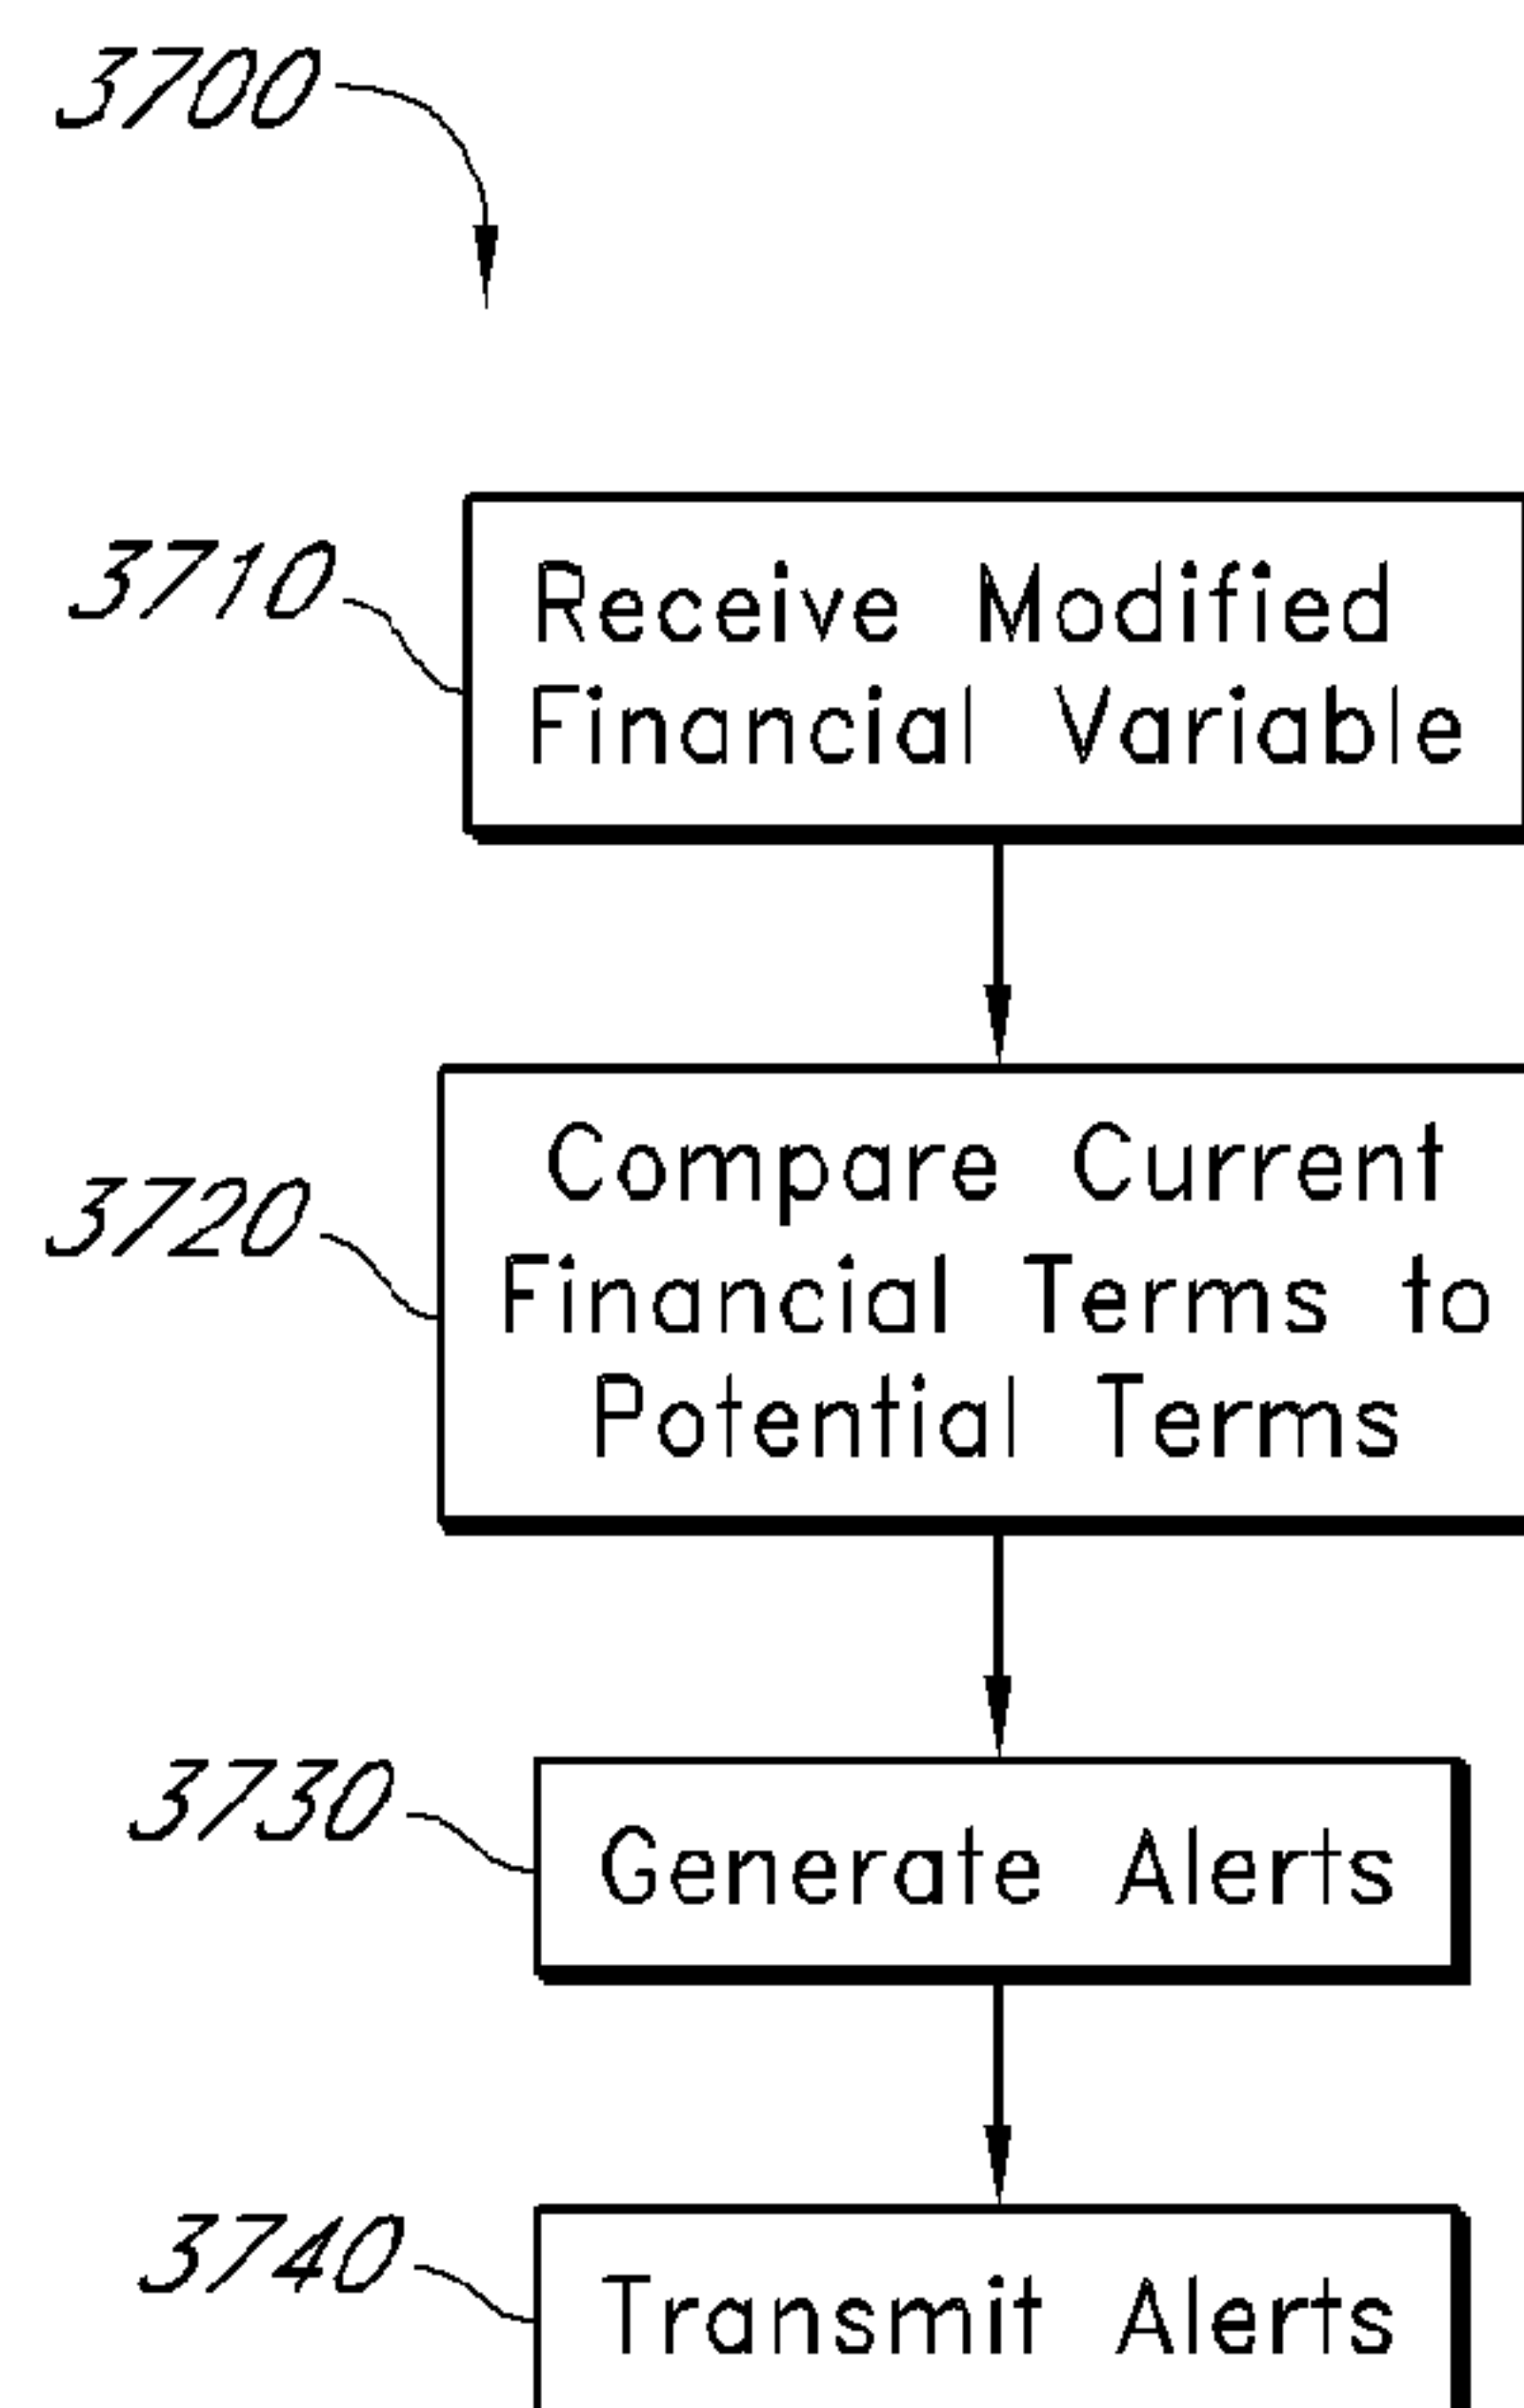 3700
3710
Receive Modified
Financial Variable
3720
Compare Current
Financial Terms to
Potential Terms
3730
Generate Alerts
3740
Transmit Alerts